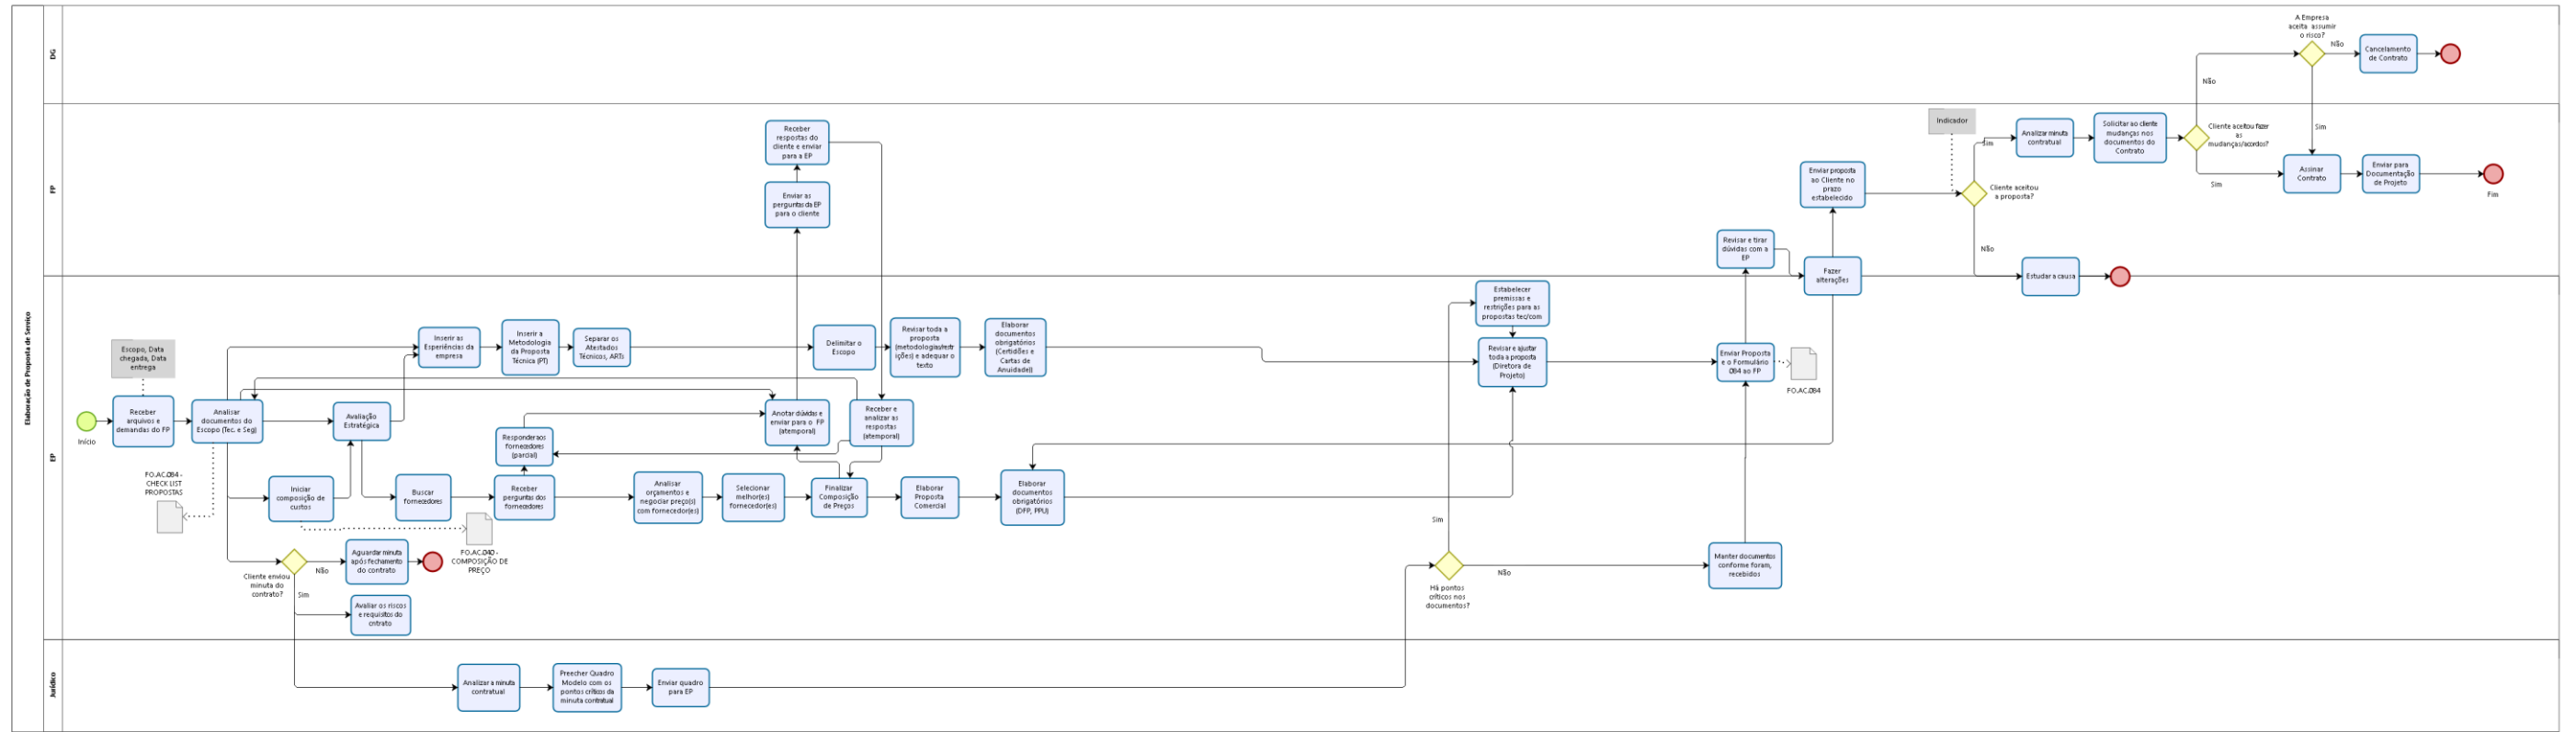 Elaboração de Proposta de Serviço
DG
A Empresa
aceita assumir
o risco?
Não
Cancelamento
de Contrato
Não
FP
Receber
respostas do
cliente e enviar
para a EP
Enviar as
perguntas da EP
para o cliente
Indicador
Sim
Analizar minuta
contratual
Solicitar ao cliente
mudanças nos
documentos do
Contrato
Cliente aceitou fazer
as
mudanças/acordos?
Sim
Sim
Assinar
Contrato
Enviar para
Documentação
de Projeto
Fim
Enviar proposta
ao Cliente no
prazo
estabelecido
Cliente aceitou
a proposta?
Não
Revisar e tirar
dúvidas com a
EP
Fazer
alterações
Estudar a causa
EP
Escopo, Data
chegada, Data
entrega
Início
Receber
arquivos e
demandas do FP
Analisar
documentos do
Escopo (Tec. e Seg)
Avaliação
Estratégica
Inserir as
Experiências da
empresa
Inserir a
Metodologia
da Proposta
Técnica (PT)
Separar os
Atestados
Técnicos, ARTs
Delimitar o
Escopo
Revisar toda a
proposta
(metodologia/restr
ições) e adequar o
texto
Elaborar
documentos
obrigatórios
(Certidões e
Cartas de
Anuidade))
Estabelecer
premissas e
restrições para as
propostas tec/com
Revisar e ajustar
toda a proposta
(Diretora de
Projeto)
Enviar Proposta
e o Formulário
084 ao FP
FO.AC.084
Anotar dúvidas e
enviar para o FP
(atemporal)
Receber e
analizar as
respostas
(atemporal)
Responder aos
fornecedores
(parcial)
FO.AC.084 -
CHECK LIST
PROPOSTAS
Iniciar
composição de
custos
Buscar
fornecedores
Receber
perguntas dos
fornecedores
Analisar
orçamentos e
negociar preço(s)
com fornecedor(es)
Selecionar
melhor(es)
fornecedor(es)
Finalizar
Composição
de Preços
Elaborar
Proposta
Comercial
Elaborar
documentos
obrigatórios
(DFP, PPU)
FO.AC.040 -
COMPOSIÇÃO DE
PREÇO
Cliente enviou
minuta do
contrato?
Não
Aguardar minuta
após fechamento
do contrato
Sim
Avaliar os riscos
e requisitos do
cntrato
Sim
Há pontos
críticos nos
documentos?
Não
Manter documentos
conforme foram,
recebidos
Jurídico
Analizar a minuta
contratual
Preecher Quadro
Modelo com os
pontos críticos da
minuta contratual
Enviar quadro
para EP